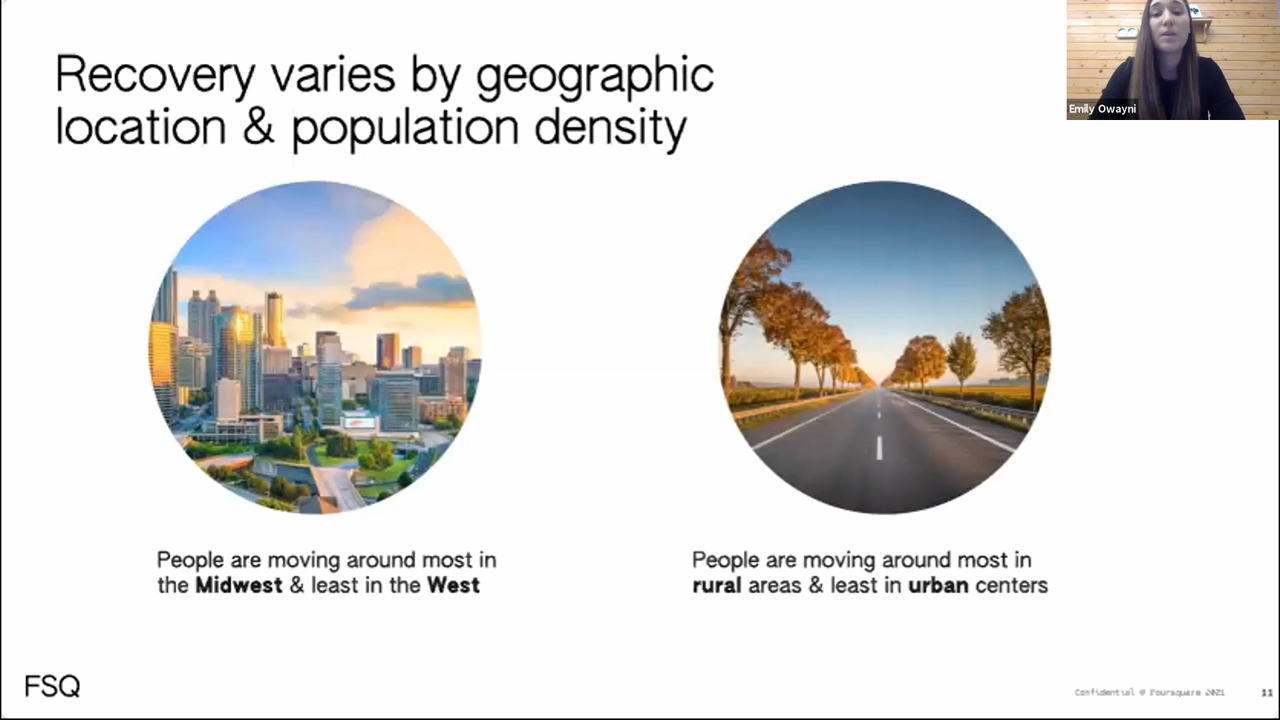 Recovery varies by geographic
location & population density
Emily Owayni
People are moving around most in
the Midwest & least in the West
People are moving around most in
rural areas & least in urban centers
FSQ
Confidential © Foursquare 2021
11